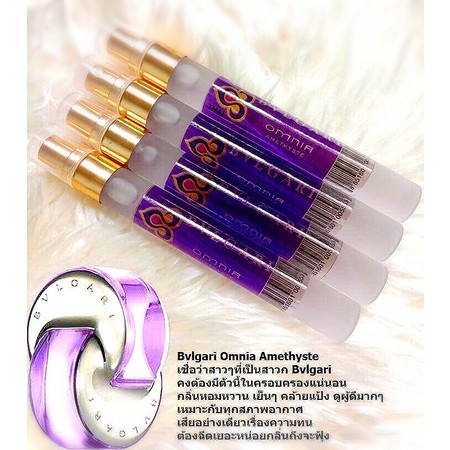 OMNIA
AMETHYSTE
BVLGARI
OMNIA
BVLGARI
OMNIA
BVLGARI
Bvlgari Omnia Amethyste
เชื่อว่าสาวๆที่เป็นสาวก Bvlgari
คงต้องมีตัวนี้ในครอบครองแน่นอน
กลิ่นหอมหวาน เย็นๆ คล้ายแป้ง ดูผู้ดีมากๆ
เหมาะกับทุกสภาพอากาศ
เสียอย่างเดียวเรื่องความทน
ต้องฉีดเยอะหน่อยกลิ่นถึงจะฟุ้ง